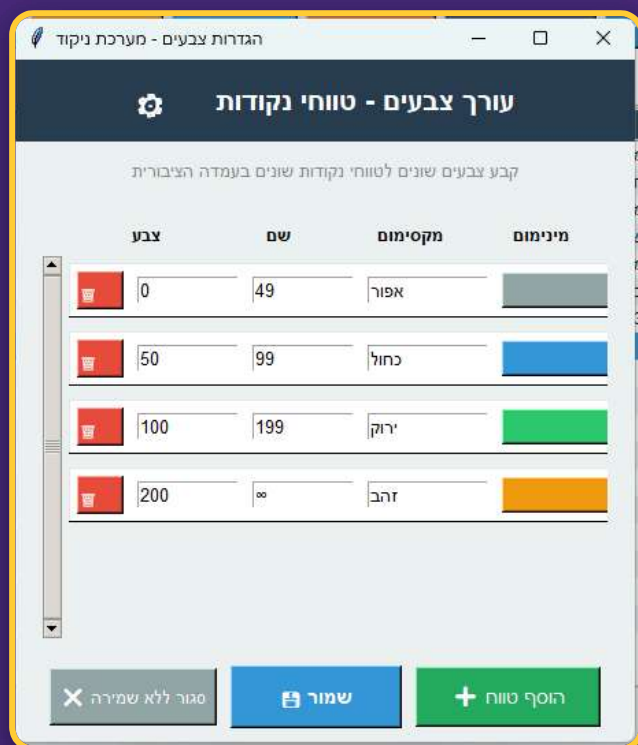 הגדרות צבעים - מערכת ניקוד
עורך צבעים - טווחי נקודות
קבע צבעים שונים לטווחי נקודות שונים בעמדה הציבורית
מינימום מקסימום שם צבע
אפור 49 0
כחול 99 50
ירוק 199 100
זהב ∞ 200
הוסף טווח שמור סגור ללא שמירה